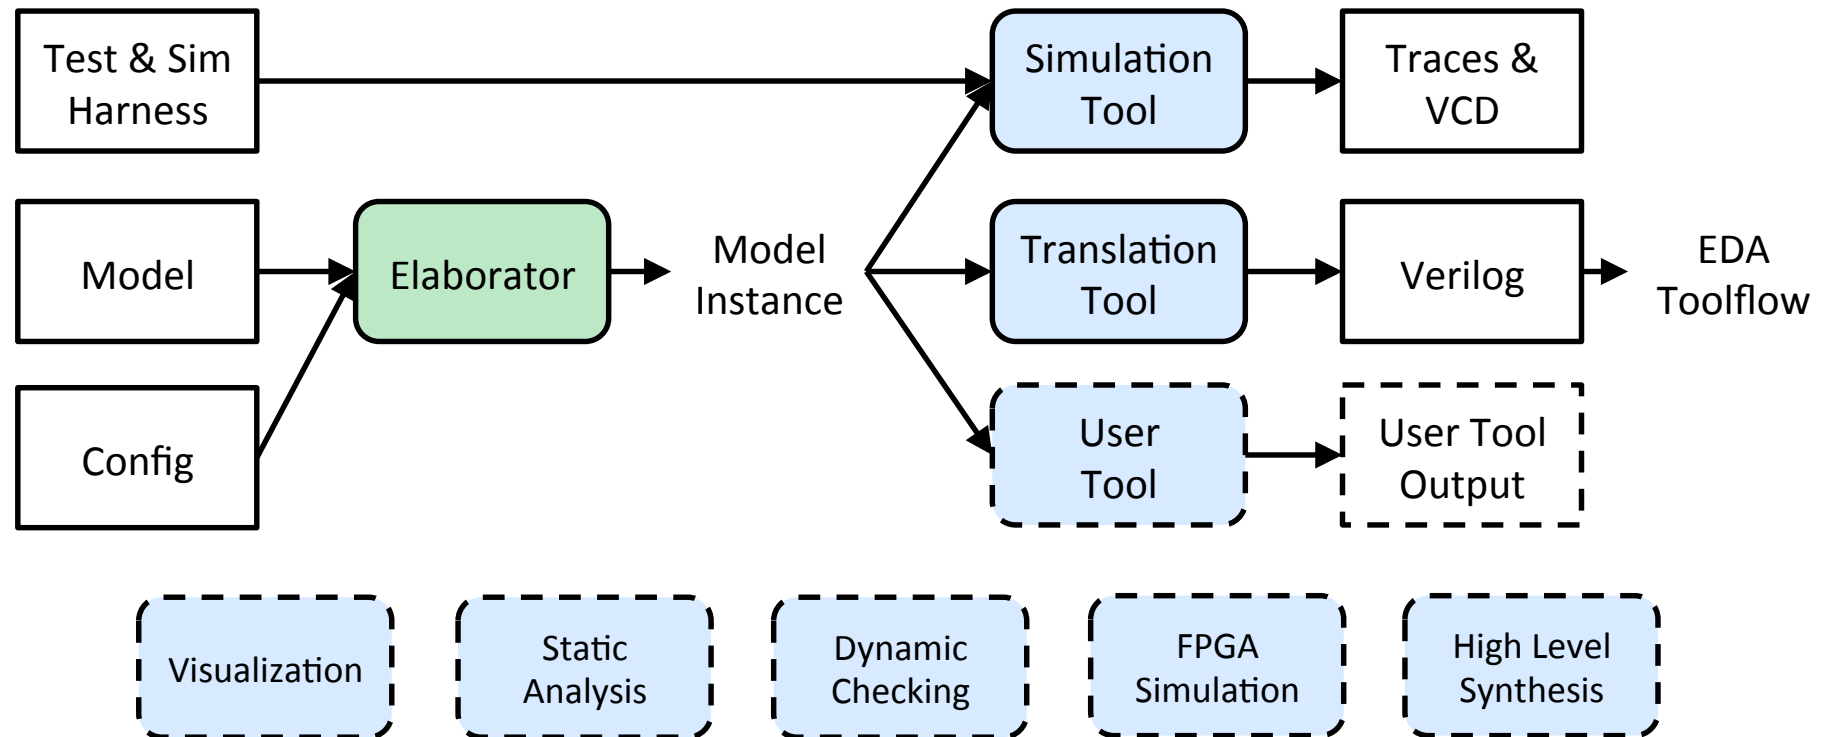 Test & Sim
Harness
Simulation
Tool
Traces &
VCD
Model
Elaborator
Model
Instance
Translation
Tool
Verilog
EDA
Toolflow
Config
User
Tool
User Tool
Output
Visualization
Static
Analysis
Dynamic
Checking
FPGA
Simulation
High Level
Synthesis